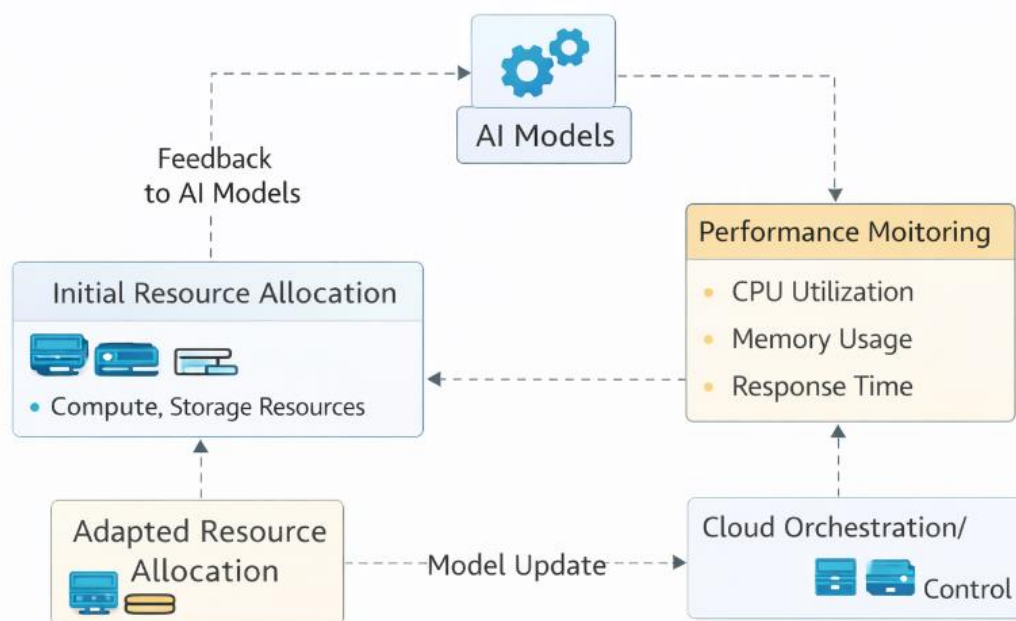 AI Models
Feedback
to AI Models
Performance Moitoring
• CPU Utilization
• Memory Usage
• Response Time
Initial Resource Allocation
• Compute, Storage Resources
Adapted Resource
Allocation
Model Update
Cloud Orchestration/
Control